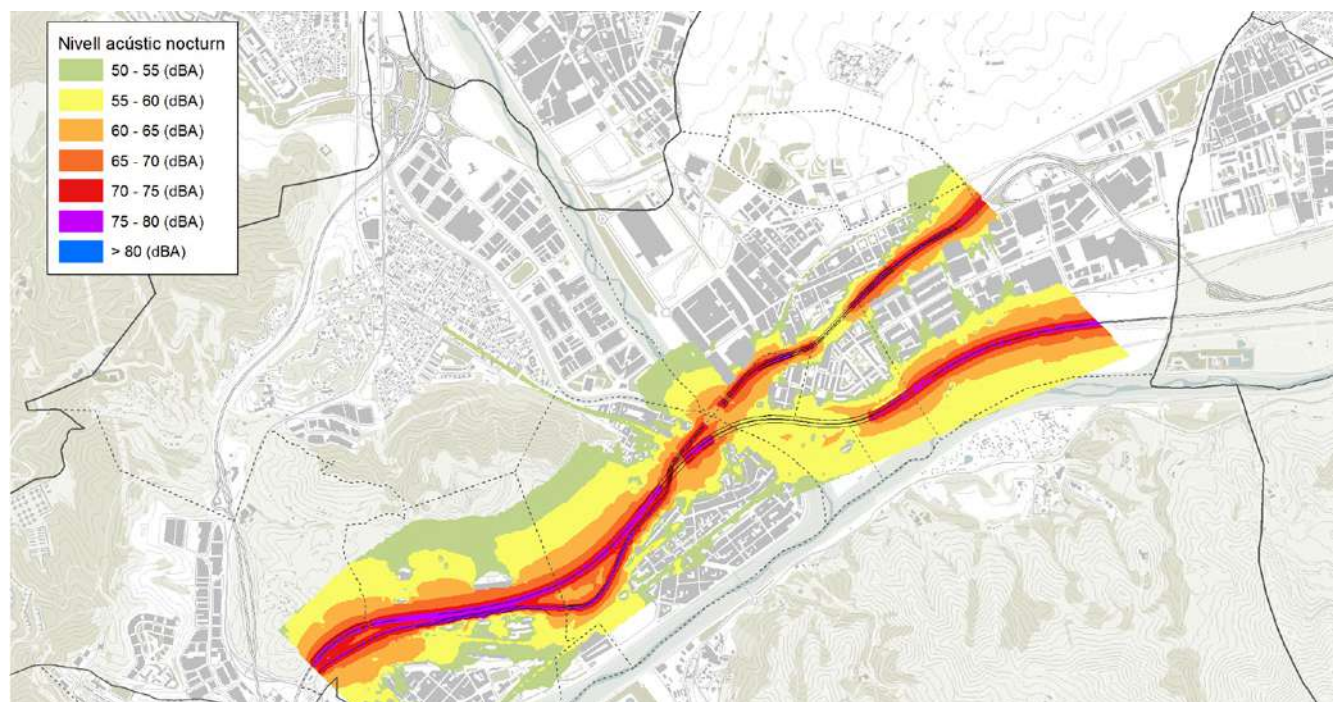 Nivell acústic nocturn
50 - 55 (dBA)
55 - 60 (dBA)
60 - 65 (dBA)
65 - 70 (dBA)
70 - 75 (dBA)
75 - 80 (dBA)
> 80 (dBA)